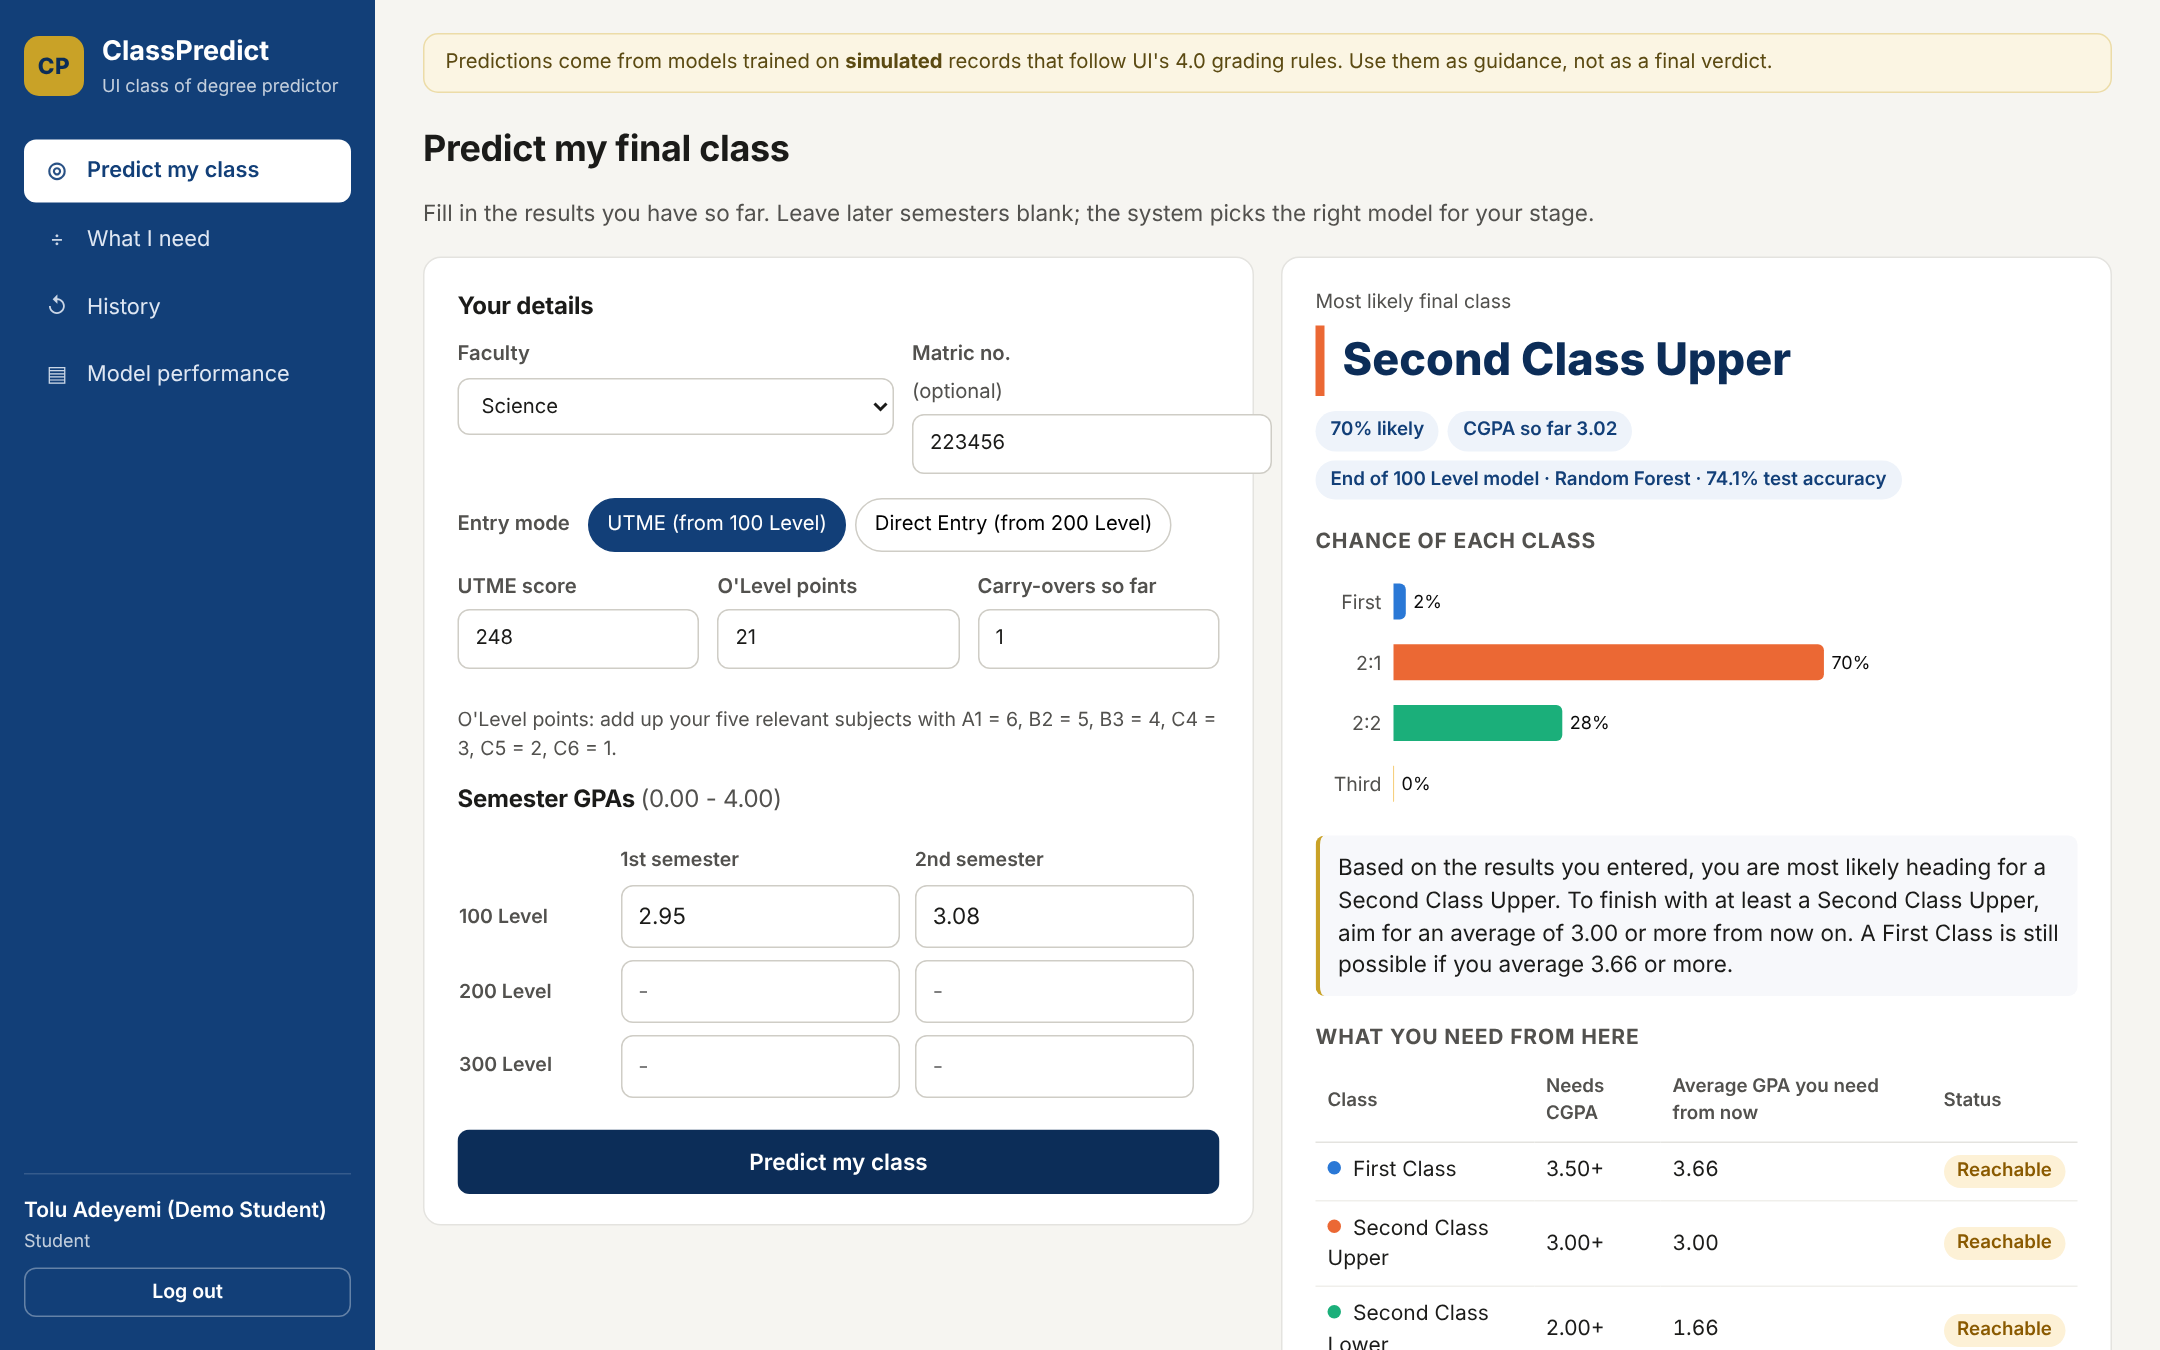 CP
ClassPredict
UI class of degree predictor
Predict my class
What I need
History
Model performance
Tolu Adeyemi (Demo Student)
Student
Log out
Predictions come from models trained on simulated records that follow UI's 4.0 grading rules. Use them as guidance, not as a final verdict.
Predict my final class
Fill in the results you have so far. Leave later semesters blank; the system picks the right model for your stage.
Your details
Faculty
Science
Matric no.
(optional)
223456
Entry mode
UTME (from 100 Level)
Direct Entry (from 200 Level)
UTME score
O'Level points
Carry-overs so far
248
21
1
O'Level points: add up your five relevant subjects with A1 = 6, B2 = 5, B3 = 4, C4 =
3, C5 = 2, C6 = 1.
Semester GPAs (0.00 - 4.00)
1st semester
2nd semester
100 Level
2.95
3.08
200 Level
-
-
300 Level
-
-
Predict my class
Most likely final class
Second Class Upper
70% likely
CGPA so far 3.02
End of 100 Level model · Random Forest · 74.1% test accuracy
CHANCE OF EACH CLASS
First
2%
2:1
70%
2:2
28%
Third
0%
Based on the results you entered, you are most likely heading for a
Second Class Upper. To finish with at least a Second Class Upper,
aim for an average of 3.00 or more from now on. A First Class is still
possible if you average 3.66 or more.
WHAT YOU NEED FROM HERE
Class
Needs
CGPA
Average GPA you need
from now
Status
First Class
3.50+
3.66
Reachable
Second Class
Upper
3.00+
3.00
Reachable
Second Class
Lower
2.00+
1.66
Reachable